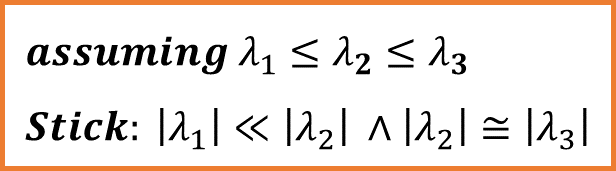 assuming λ₁ ≤ λ₂ ≤ λ₃
Stick: |λ₁| ≪ |λ₂| ∧ |λ₂| ≅ |λ₃|